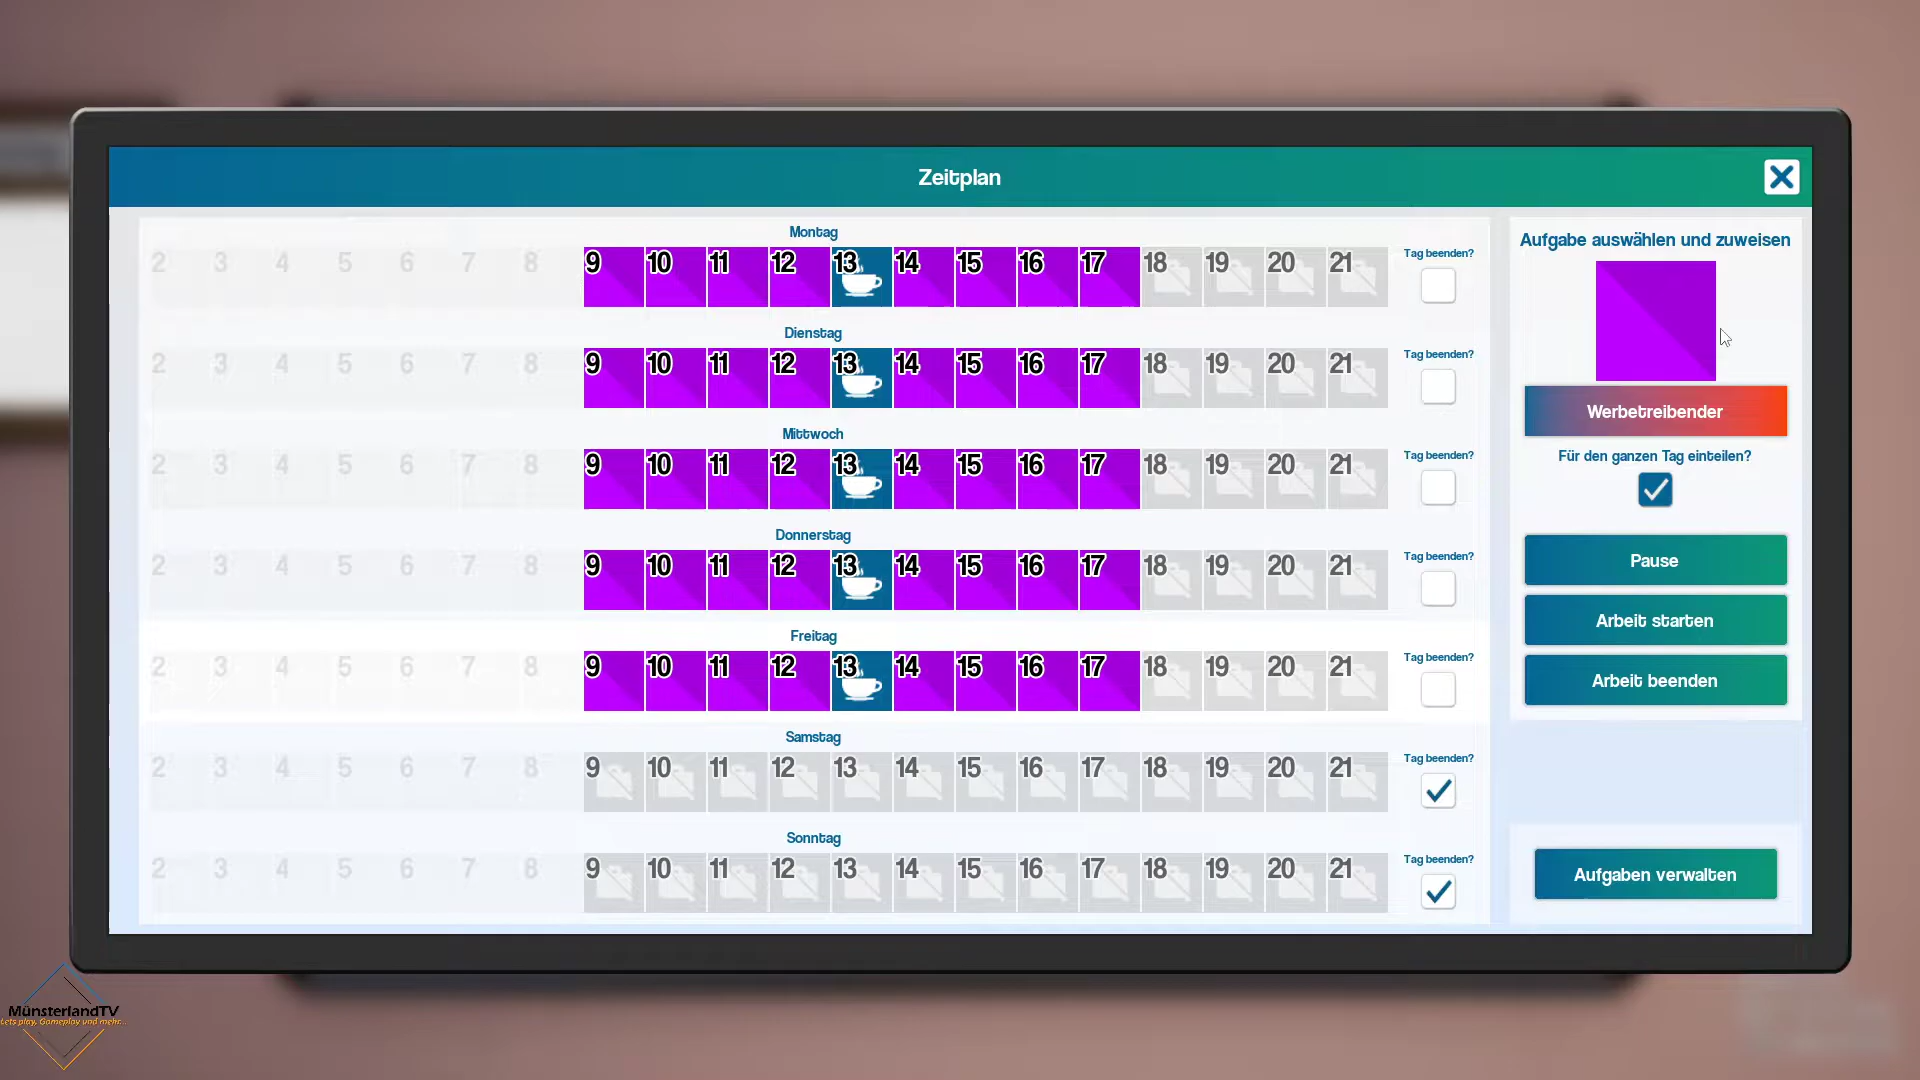 Zeitplan
Montag
2 3 4 5 6 7 8 9 10 11 12 13 14 15 16 17 18 19 20 21
Tag beenden?
Dienstag
2 3 4 5 6 7 8 9 10 11 12 13 14 15 16 17 18 19 20 21
Tag beenden?
Mittwoch
2 3 4 5 6 7 8 9 10 11 12 13 14 15 16 17 18 19 20 21
Tag beenden?
Donnerstag
2 3 4 5 6 7 8 9 10 11 12 13 14 15 16 17 18 19 20 21
Tag beenden?
Freitag
2 3 4 5 6 7 8 9 10 11 12 13 14 15 16 17 18 19 20 21
Tag beenden?
Samstag
2 3 4 5 6 7 8 9 10 11 12 13 14 15 16 17 18 19 20 21
Tag beenden?
Sonntag
2 3 4 5 6 7 8 9 10 11 12 13 14 15 16 17 18 19 20 21
Tag beenden?
Aufgabe auswählen und zuweisen
Werbetreibender
Für den ganzen Tag einteilen?
Pause
Arbeit starten
Arbeit beenden
Aufgaben verwalten
MünsterlandTV
Lets play, Gameplay und mehr...